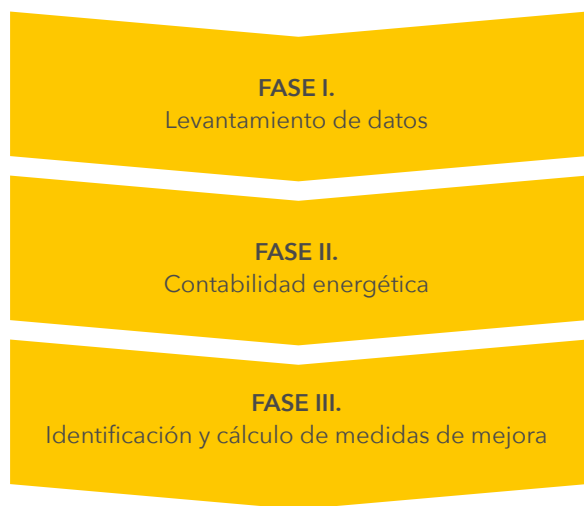 FASE I.
Levantamiento de datos
FASE II.
Contabilidad energética
FASE III.
Identificación y cálculo de medidas de mejora